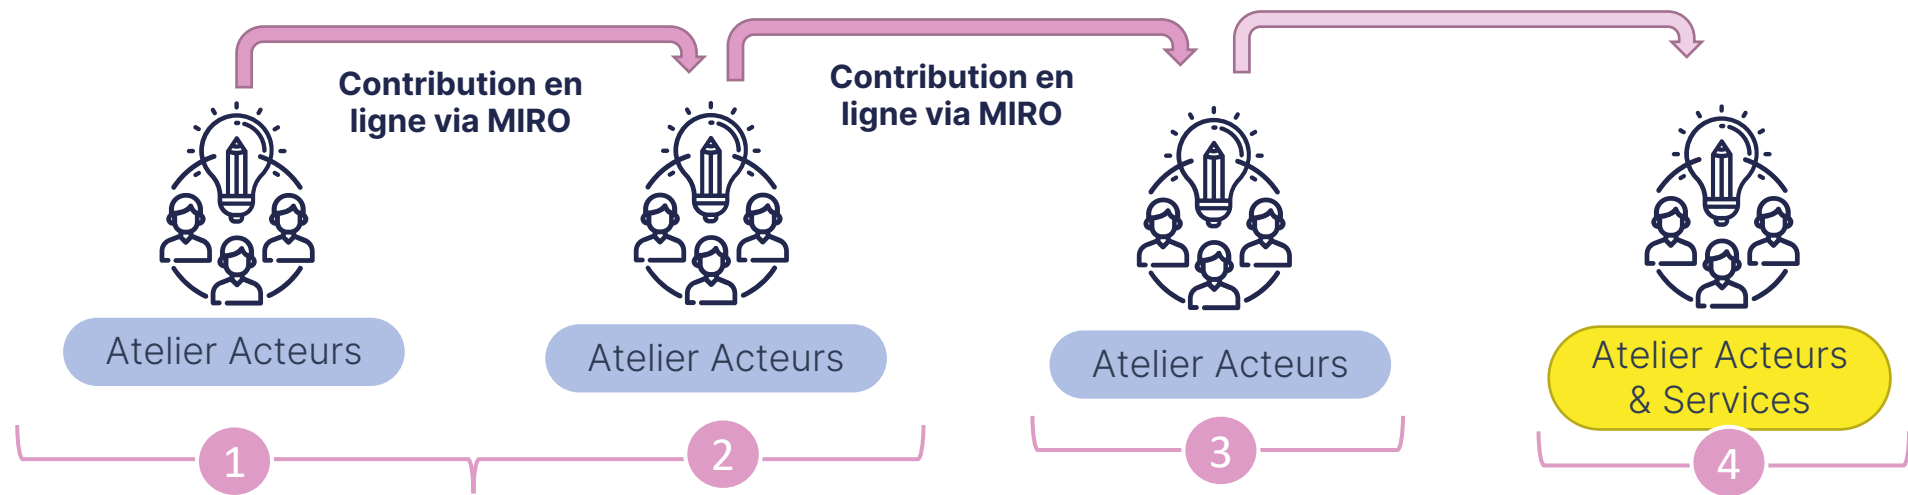 Contribution en
ligne via MIRO
Contribution en
ligne via MIRO
Atelier Acteurs
Atelier Acteurs
Atelier Acteurs
Atelier Acteurs
& Services
1
2
3
4